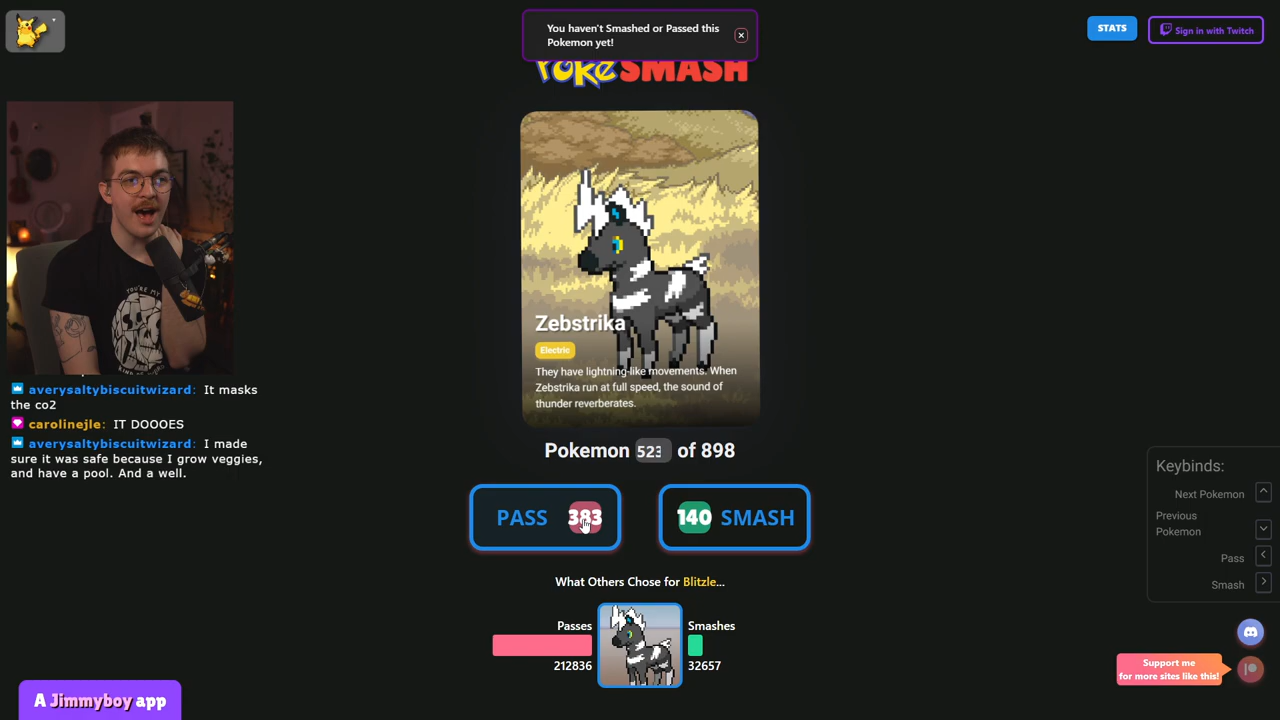 You haven't Smashed or Passed this
Pokemon yet!
STATS
Sign in with Twitch
POKéSMASH
Zebstrika
Electric
They have lightning-like movements. When
Zebstrika run at full speed, the sound of
thunder reverberates.
Pokemon 523 of 898
PASS 383
140 SMASH
What Others Chose for Blitzle...
Passes
212836
Smashes
32657
averysaltybiscuitwizard: It masks
the co2
carolinejle: IT DOOOES
averysaltybiscuitwizard: I made
sure it was safe because I grow veggies,
and have a pool. And a well.
Keybinds:
Next Pokemon
Previous
Pokemon
Pass
Smash
Support me
for more sites like this!
A Jimmyboy app